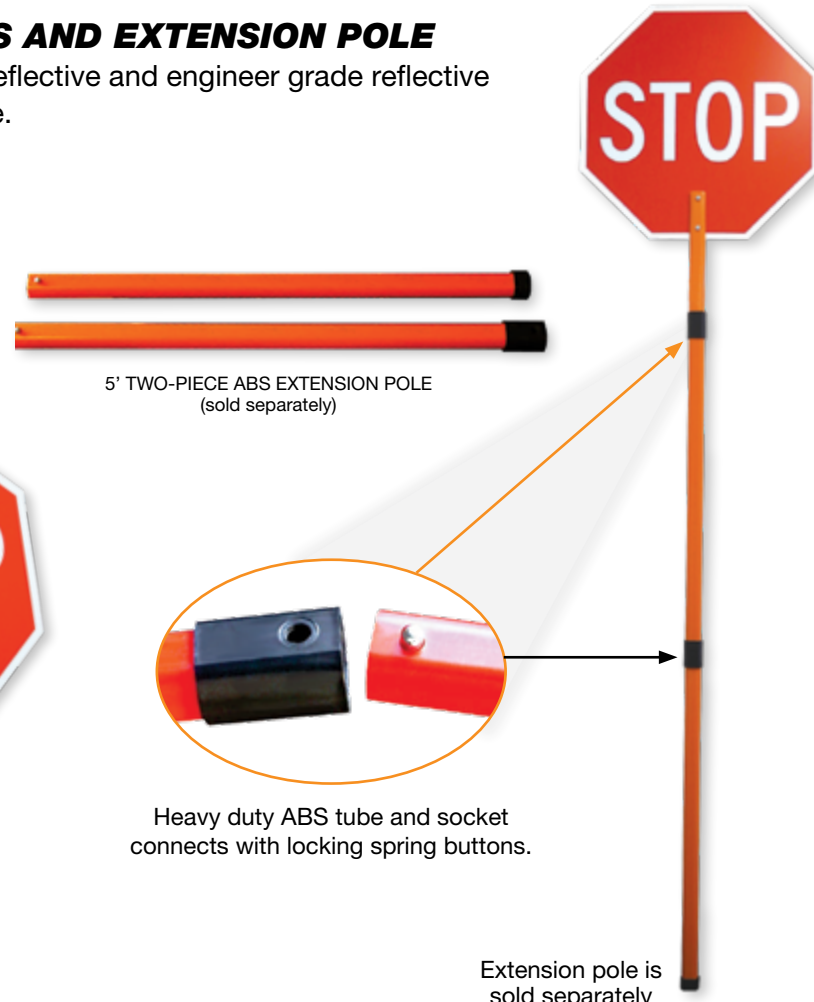 S AND EXTENSION POLE
eflective and engineer grade reflective
e.
STOP
5' TWO-PIECE ABS EXTENSION POLE
(sold separately)
Heavy duty ABS tube and socket
connects with locking spring buttons.
Extension pole is
sold separately